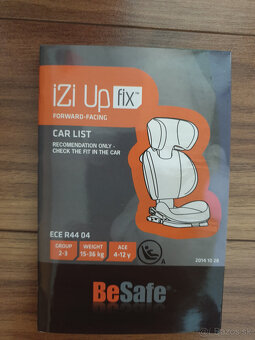 iZi Up fix™
FORWARD-FACING
CAR LIST
RECOMENDATION ONLY -
CHECK THE FIT IN THE CAR
ECE R44 04
GROUP
2-3
WEIGHT
15-36 kg
AGE
4-12 y
A
2014 10 28
BeSafe®